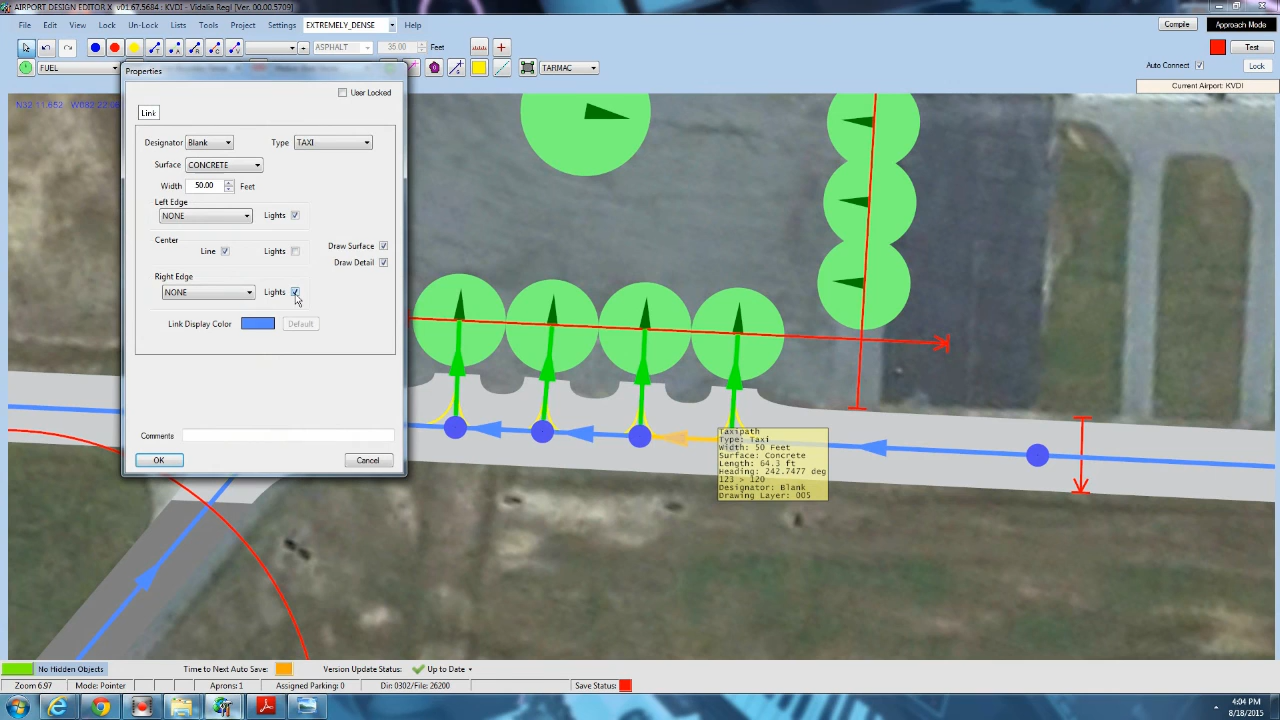 AIRPORT DESIGN EDITOR X v01.67.5684 : KVDI - Vidalia Regl [Ver. 00.00.5709]
File Edit View Lock Un-Lock Lists Tools Project Settings EXTREMELY_DENSE Help
Compile Approach Mode
+ ASPHALT 35.00 Feet
Test
FUEL TARMAC
Auto Connect Lock
Current Airport: KVDI
Properties
User Locked
Link
Designator Blank Type TAXI
Surface CONCRETE
Width 50.00 Feet
Left Edge
NONE Lights
Center
Line Lights
Draw Surface
Draw Detail
Right Edge
NONE Lights
Link Display Color Default
Comments
OK Cancel
Taxipath
Type: Taxi
Width: 50 Feet
Surface: Concrete
Length: 64.3 ft
Heading: 242.7477 deg
123 > 120
Designator: Blank
Drawing Layer: 005
No Hidden Objects Time to Next Auto Save: Version Update Status: Up to Date
Zoom 6.97 Mode: Pointer Aprons: 1 Assigned Parking: 0 Dir: 0302/File: 26200 Save Status:
4:04 PM
8/18/2015